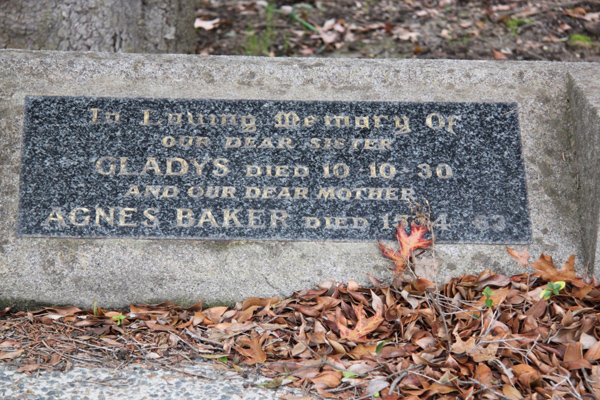 In Loving Memory Of
OUR DEAR SISTER
GLADYS DIED 10-10-30
AND OUR DEAR MOTHER
AGNES BAKER DIED